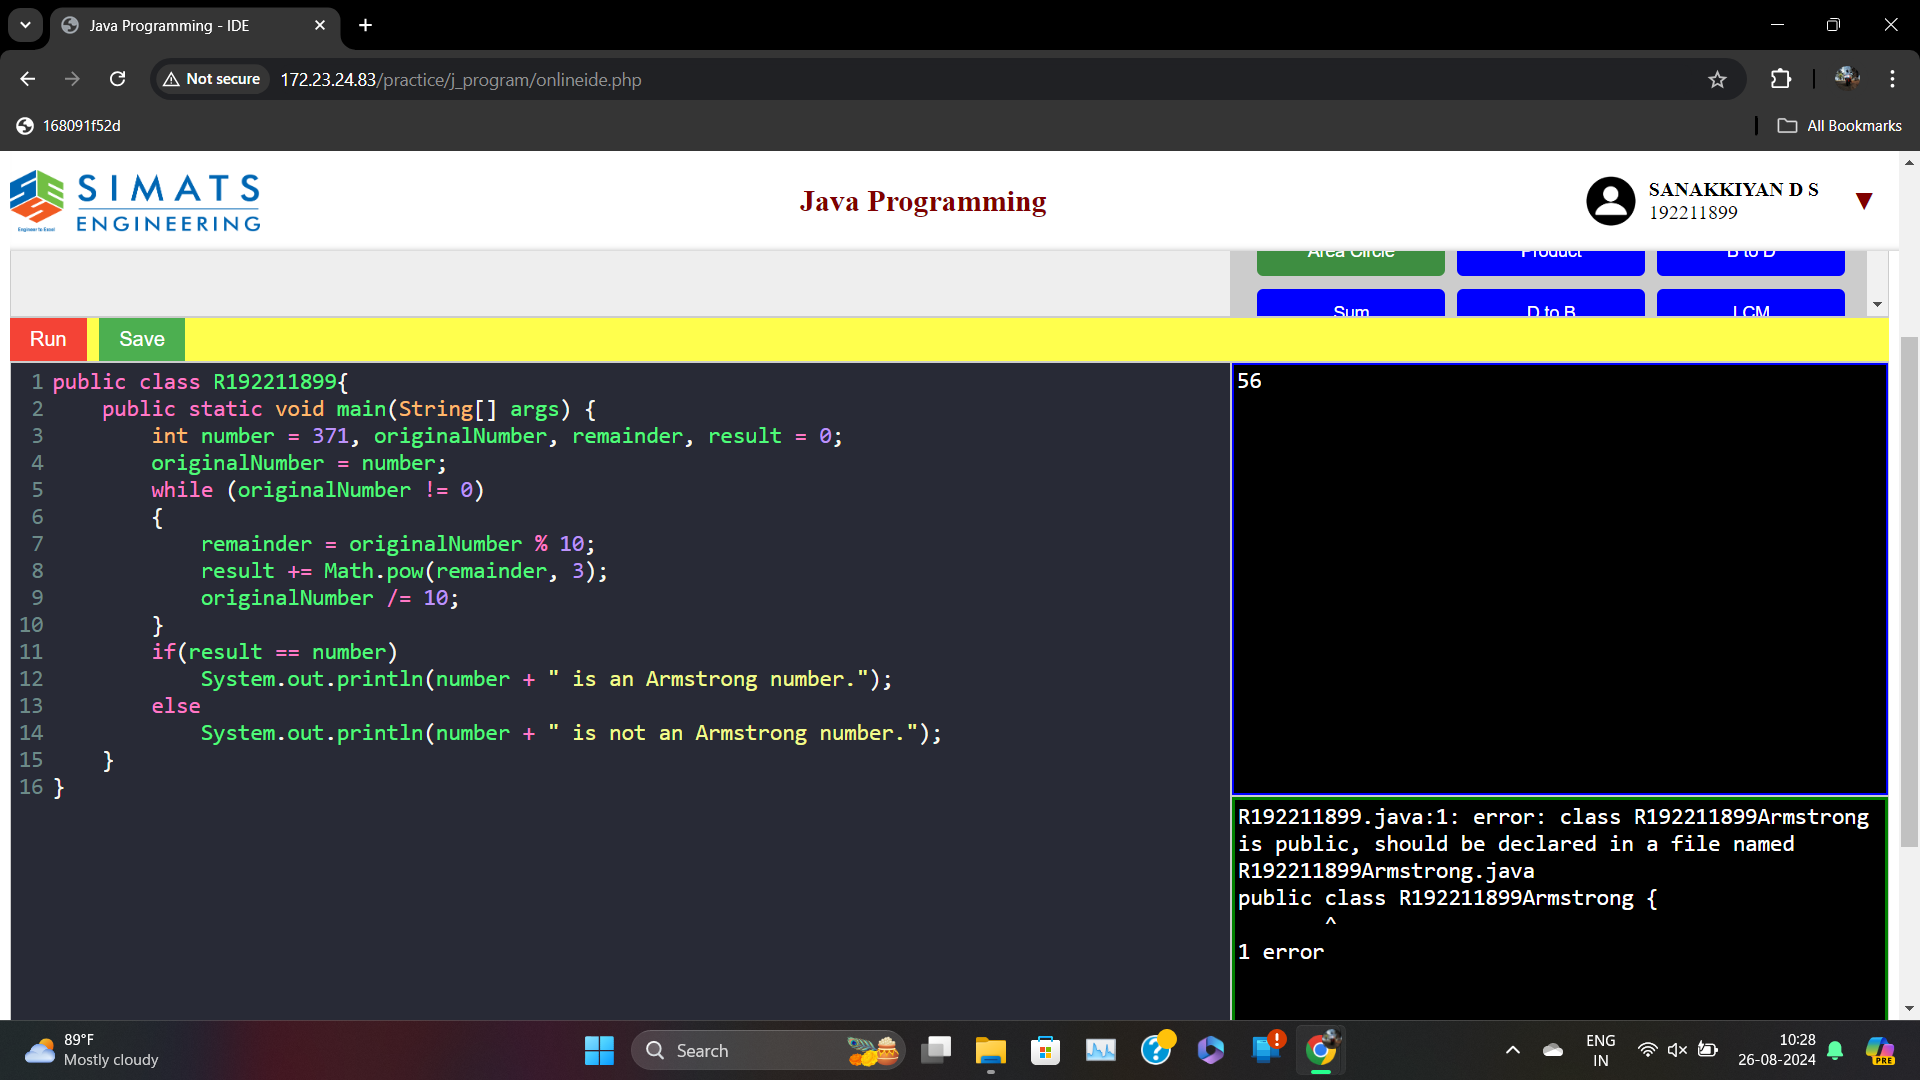 Java Programming - IDE
Not secure
172.23.24.83/practice/j_program/onlineide.php
168091f52d
All Bookmarks
SIMATS
ENGINEERING
Engineer to Excel
Java Programming
SANAKKIYAN D S
192211899
Area Circle
Product
B to D
Sum
D to B
LCM
Run
Save
1 public class R192211899{
2     public static void main(String[] args) {
3         int number = 371, originalNumber, remainder, result = 0;
4         originalNumber = number;
5         while (originalNumber != 0)
6         {
7             remainder = originalNumber % 10;
8             result += Math.pow(remainder, 3);
9             originalNumber /= 10;
10         }
11         if(result == number)
12             System.out.println(number + " is an Armstrong number.");
13         else
14             System.out.println(number + " is not an Armstrong number.");
15     }
16 }
56
R192211899.java:1: error: class R192211899Armstrong
is public, should be declared in a file named
R192211899Armstrong.java
public class R192211899Armstrong {
       ^
1 error
89°F
Mostly cloudy
Search
ENG
IN
10:28
26-08-2024
PRE